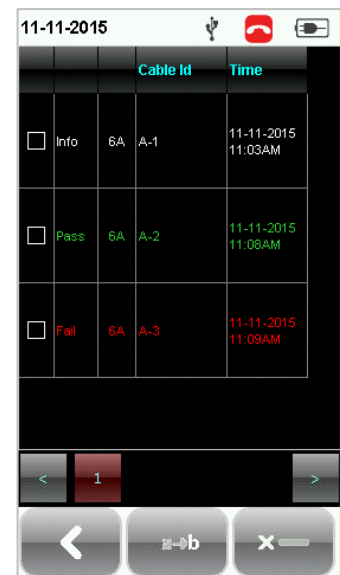 11-11-2015
Cable Id Time
Info 6A A-1 11-11-2015
11:03AM
Pass 6A A-2 11-11-2015
11:08AM
Fail 6A A-3 11-11-2015
11:09AM
< 1 >
b